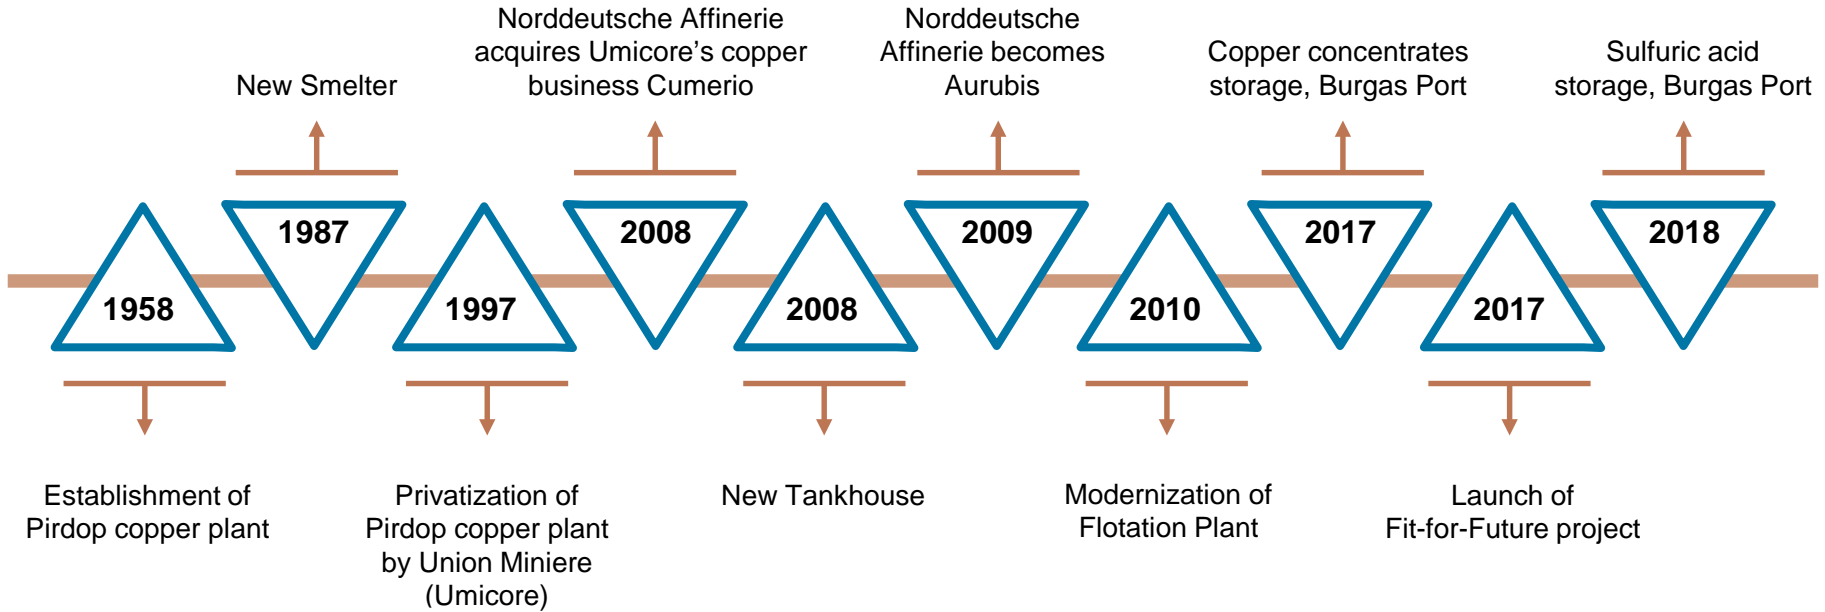 New Smelter
Norddeutsche Affinerie
acquires Umicore’s copper
business Cumerio
Norddeutsche
Affinerie becomes
Aurubis
Copper concentrates
storage, Burgas Port
Sulfuric acid
storage, Burgas Port
1958
1987
1997
2008
2008
2009
2010
2017
2017
2018
Establishment of
Pirdop copper plant
Privatization of
Pirdop copper plant
by Union Miniere
(Umicore)
New Tankhouse
Modernization of
Flotation Plant
Launch of
Fit-for-Future project